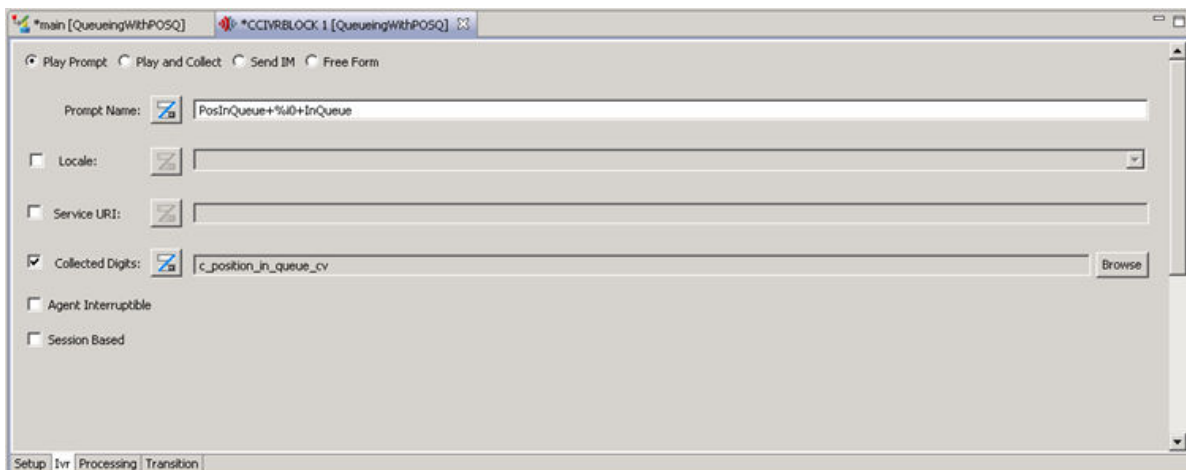 *main [QueueingWithPOSQ] *CCIVRBLOCK 1 [QueueingWithPOSQ]
Play Prompt Play and Collect Send IM Free Form
Prompt Name: PosInQueue+%i0+InQueue
Locale:
Service URI:
Collected Digits: c_position_in_queue_cv Browse
Agent Interruptible
Session Based
Setup Ivr Processing Transition